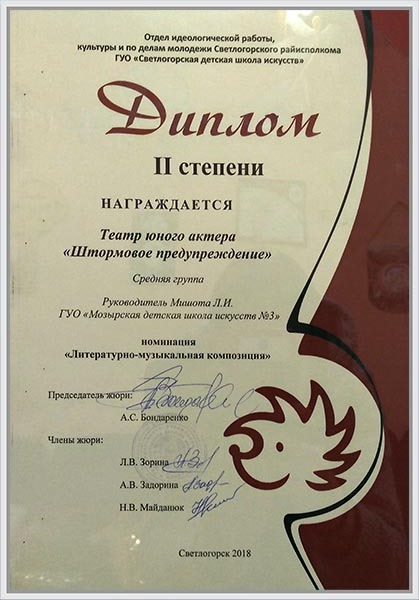 Отдел идеологической работы,
культуры и по делам молодежи Светлогорского райисполкома
ГУО «Светлогорская детская школа искусств»
Диплом
II степени
НАГРАЖДАЕТСЯ
Театр юного актера
«Штормовое предупреждение»
Средняя группа
Руководитель Мишота Л.И.
ГУО «Мозырская детская школа искусств №3»
номинация
«Литературно-музыкальная композиция»
Председатель жюри:
А.С. Бондаренко
Члены жюри:
Л.В. Зорина
А.В. Задорина
Н.В. Майданюк
Светлогорск 2018